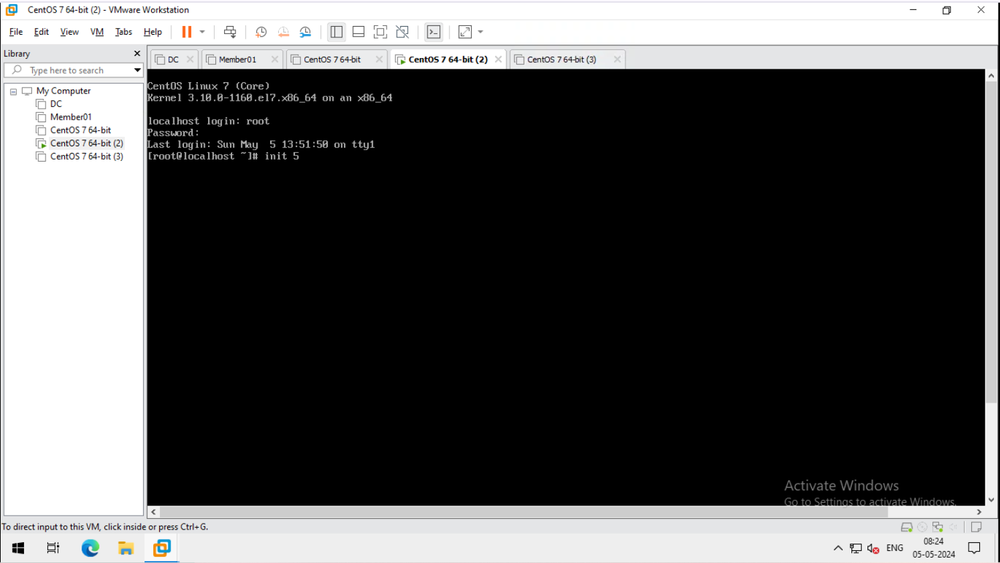 CentOS 7 64-bit (2) - VMware Workstation
File Edit View VM Tabs Help
Library
Type here to search
My Computer
DC
Member01
CentOS 7 64-bit
CentOS 7 64-bit (2)
CentOS 7 64-bit (3)
DC Member01 CentOS 7 64-bit CentOS 7 64-bit (2) CentOS 7 64-bit (3)
CentOS Linux 7 (Core)
Kernel 3.10.0-1160.el7.x86_64 on an x86_64
localhost login: root
Password:
Last login: Sun May  5 13:51:50 on tty1
[root@localhost ~]# init 5
Activate Windows
Go to Settings to activate Windows.
To direct input to this VM, click inside or press Ctrl+G.
ENG
08:24
05-05-2024